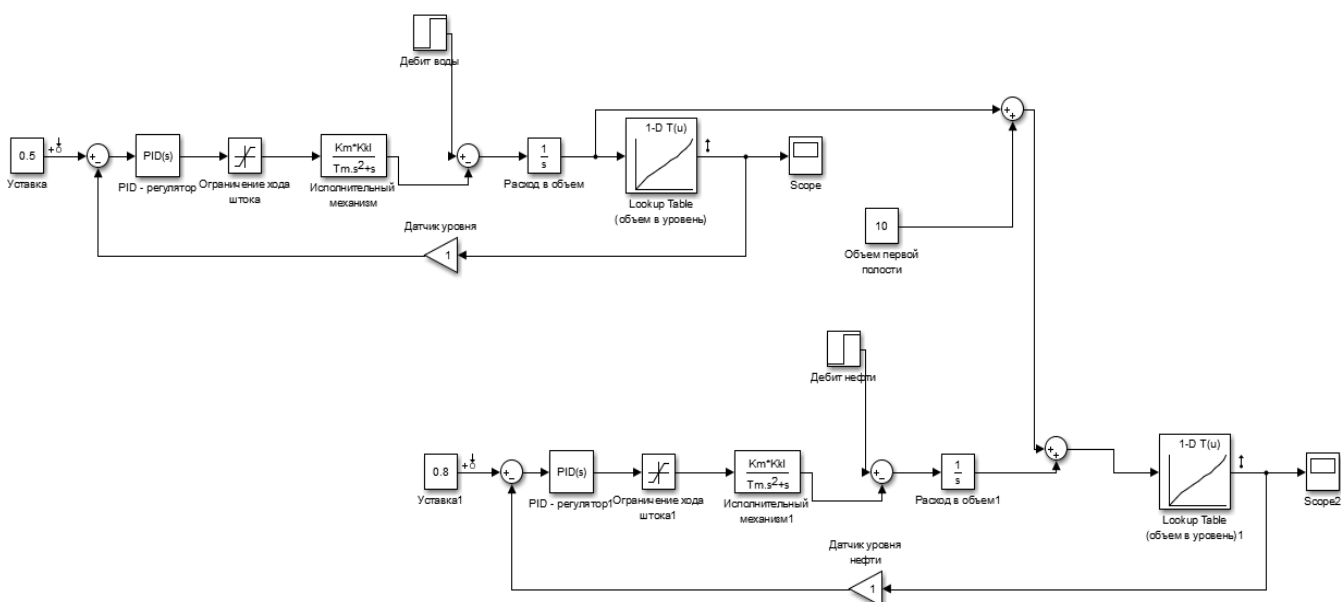 Дебит воды
0.5
Уставка
+
-
PID(s)
PID - регулятор
Ограничение хода
штока
Km*Kkl
Tm.s²+s
Исполнительный
механизм
+
-
1
s
Расход в объем
1-D T(u)
Lookup Table
(объем в уровень)
Scope
+
+
Датчик уровня
1
10
Объем первой
полости
Дебит нефти
0.8
Уставка1
+
-
PID(s)
PID - регулятор1
Ограничение хода
штока1
Km*Kkl
Tm.s²+s
Исполнительный
механизм1
+
-
1
s
Расход в объем1
+
+
1-D T(u)
Lookup Table
(объем в уровень)1
Scope2
Датчик уровня
нефти
1